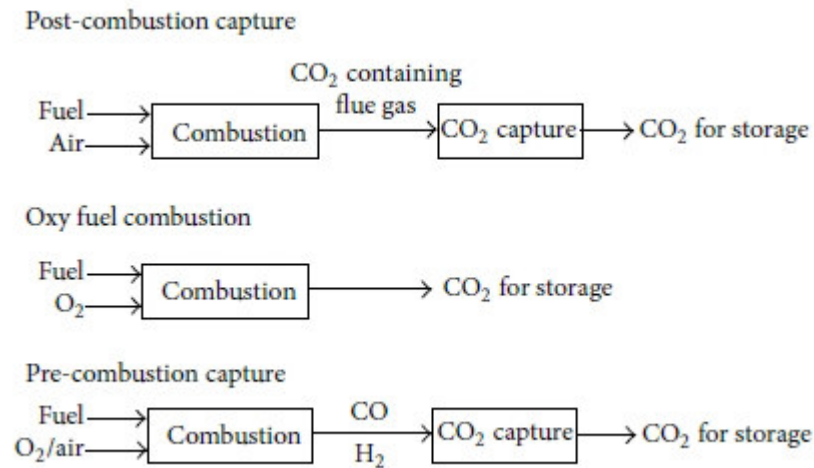 Post-combustion capture
CO₂ containing
flue gas
Fuel
Air
Combustion
CO₂ capture
CO₂ for storage
Oxy fuel combustion
Fuel
O₂
Combustion
CO₂ for storage
Pre-combustion capture
Fuel
O₂/air
Combustion
CO
H₂
CO₂ capture
CO₂ for storage